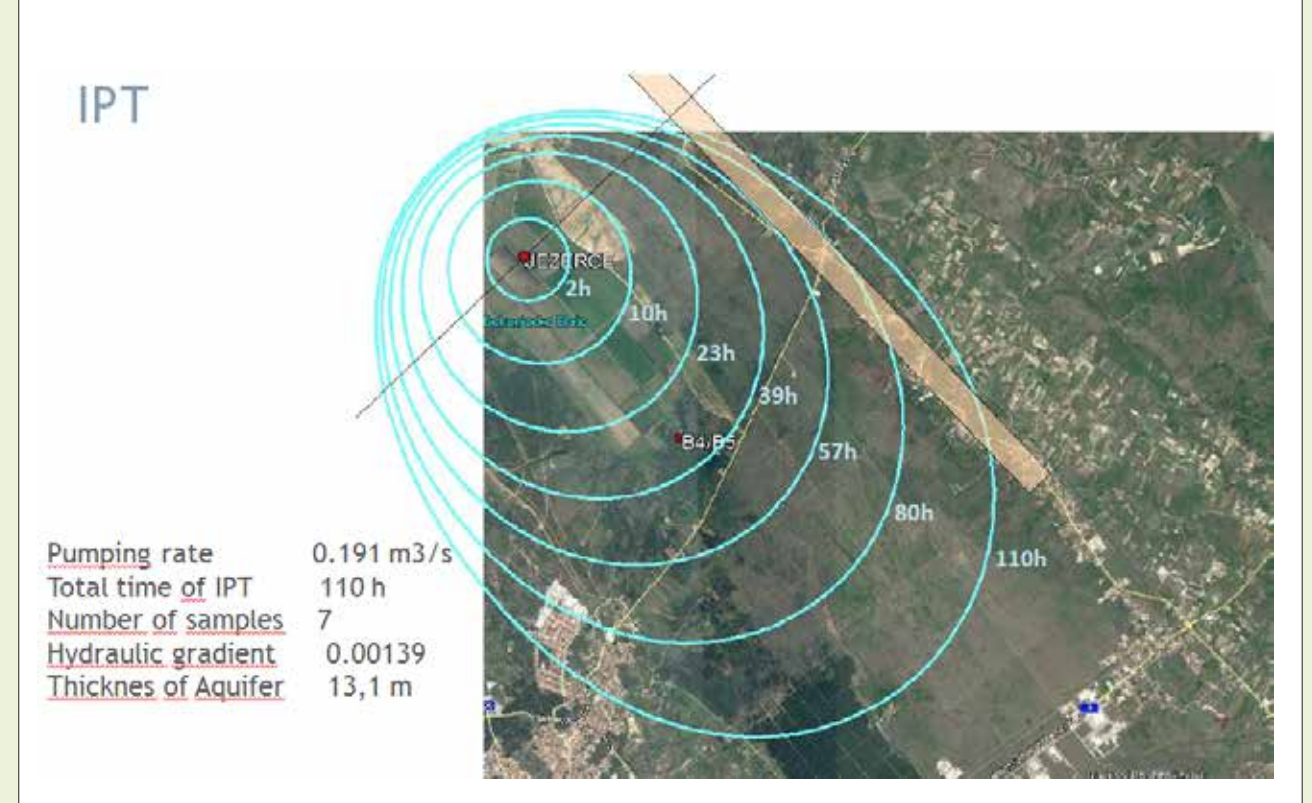 IPT
JEZERCE
2h
10h
23h
39h
B4/B5
57h
80h
110h
Pumping rate 0.191 m3/s
Total time of IPT 110 h
Number of samples 7
Hydraulic gradient 0.00139
Thicknes of Aquifer 13,1 m